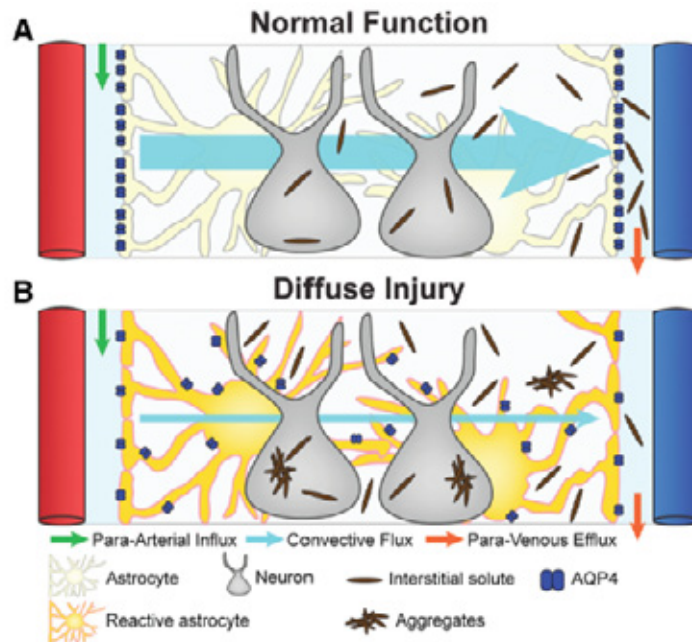 A
Normal Function
B
Diffuse Injury
Para-Arterial Influx Convective Flux Para-Venous Efflux
Astrocyte Neuron Interstitial solute AQP4
Reactive astrocyte Aggregates